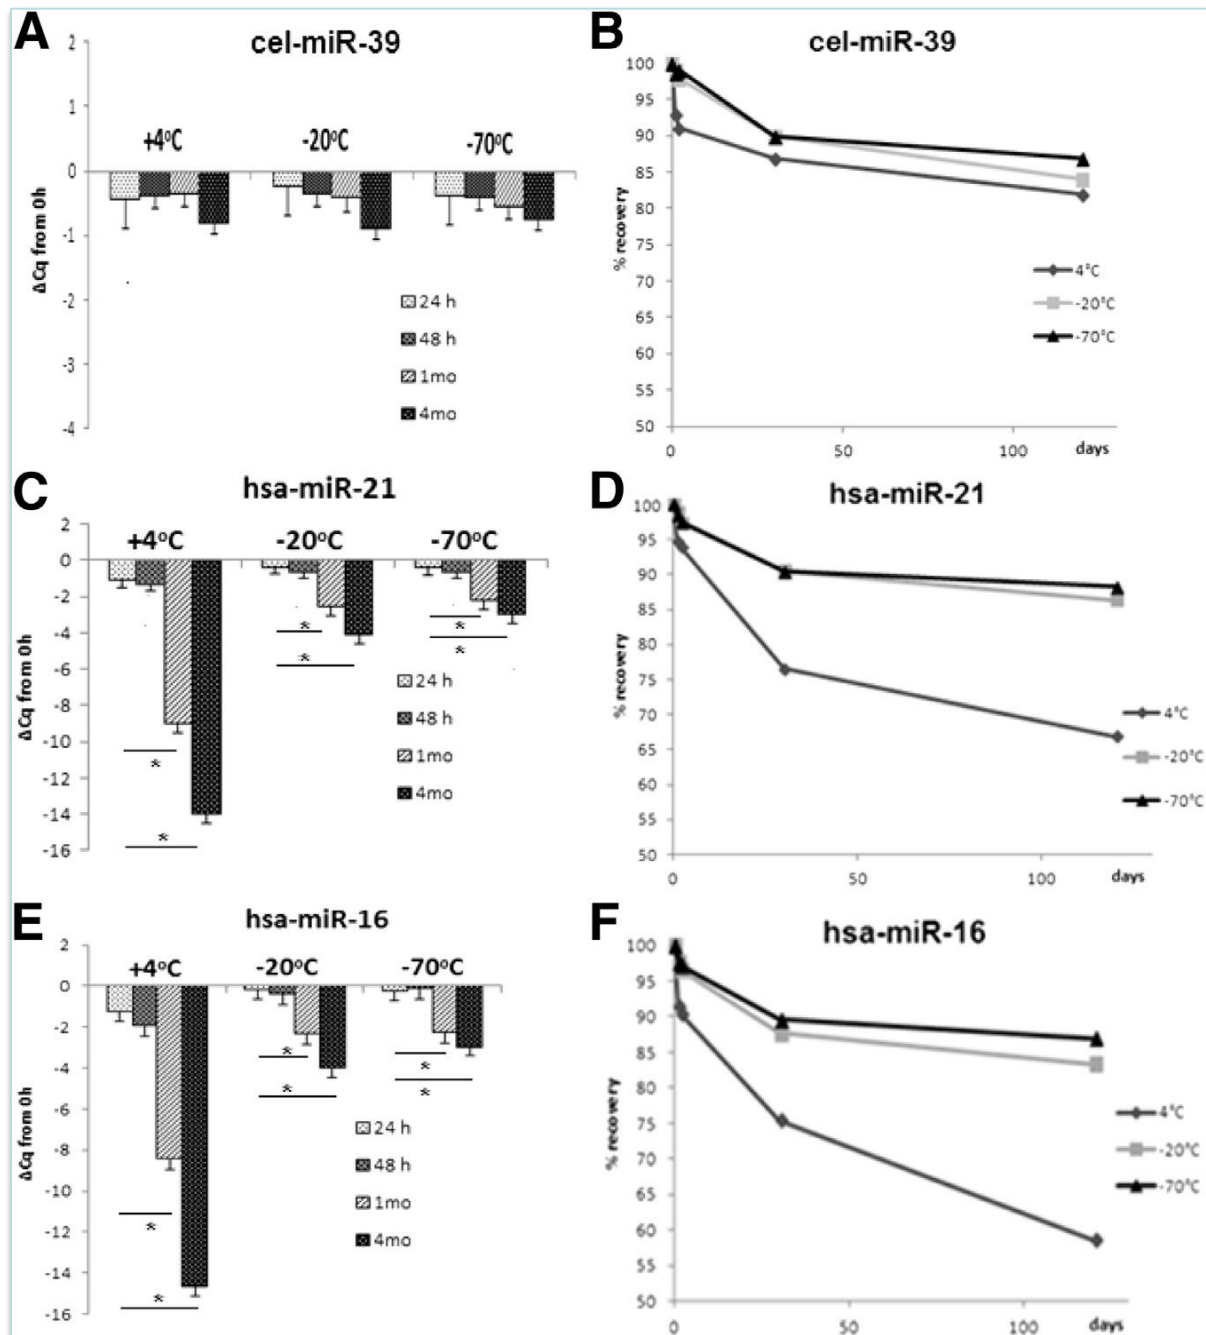 A
cel-miR-39
2
1
0
-1
-2
-3
-4
ΔCq from 0h
+4°C
-20°C
-70°C
24 h
48 h
1mo
4mo
B
cel-miR-39
100
95
90
85
80
75
70
65
60
55
50
% recovery
0
50
100
days
4°C
-20°C
-70°C
C
hsa-miR-21
2
0
-2
-4
-6
-8
-10
-12
-14
-16
ΔCq from 0h
+4°C
-20°C
-70°C
*
*
*
*
*
*
24 h
48 h
1mo
4mo
D
hsa-miR-21
100
95
90
85
80
75
70
65
60
55
50
% recovery
0
50
100
days
4°C
-20°C
-70°C
E
hsa-miR-16
2
0
-2
-4
-6
-8
-10
-12
-14
-16
ΔCq from 0h
+4°C
-20°C
-70°C
*
*
*
*
*
*
24 h
48 h
1mo
4mo
F
hsa-miR-16
100
95
90
85
80
75
70
65
60
55
50
% recovery
0
50
100
days
4°C
-20°C
-70°C